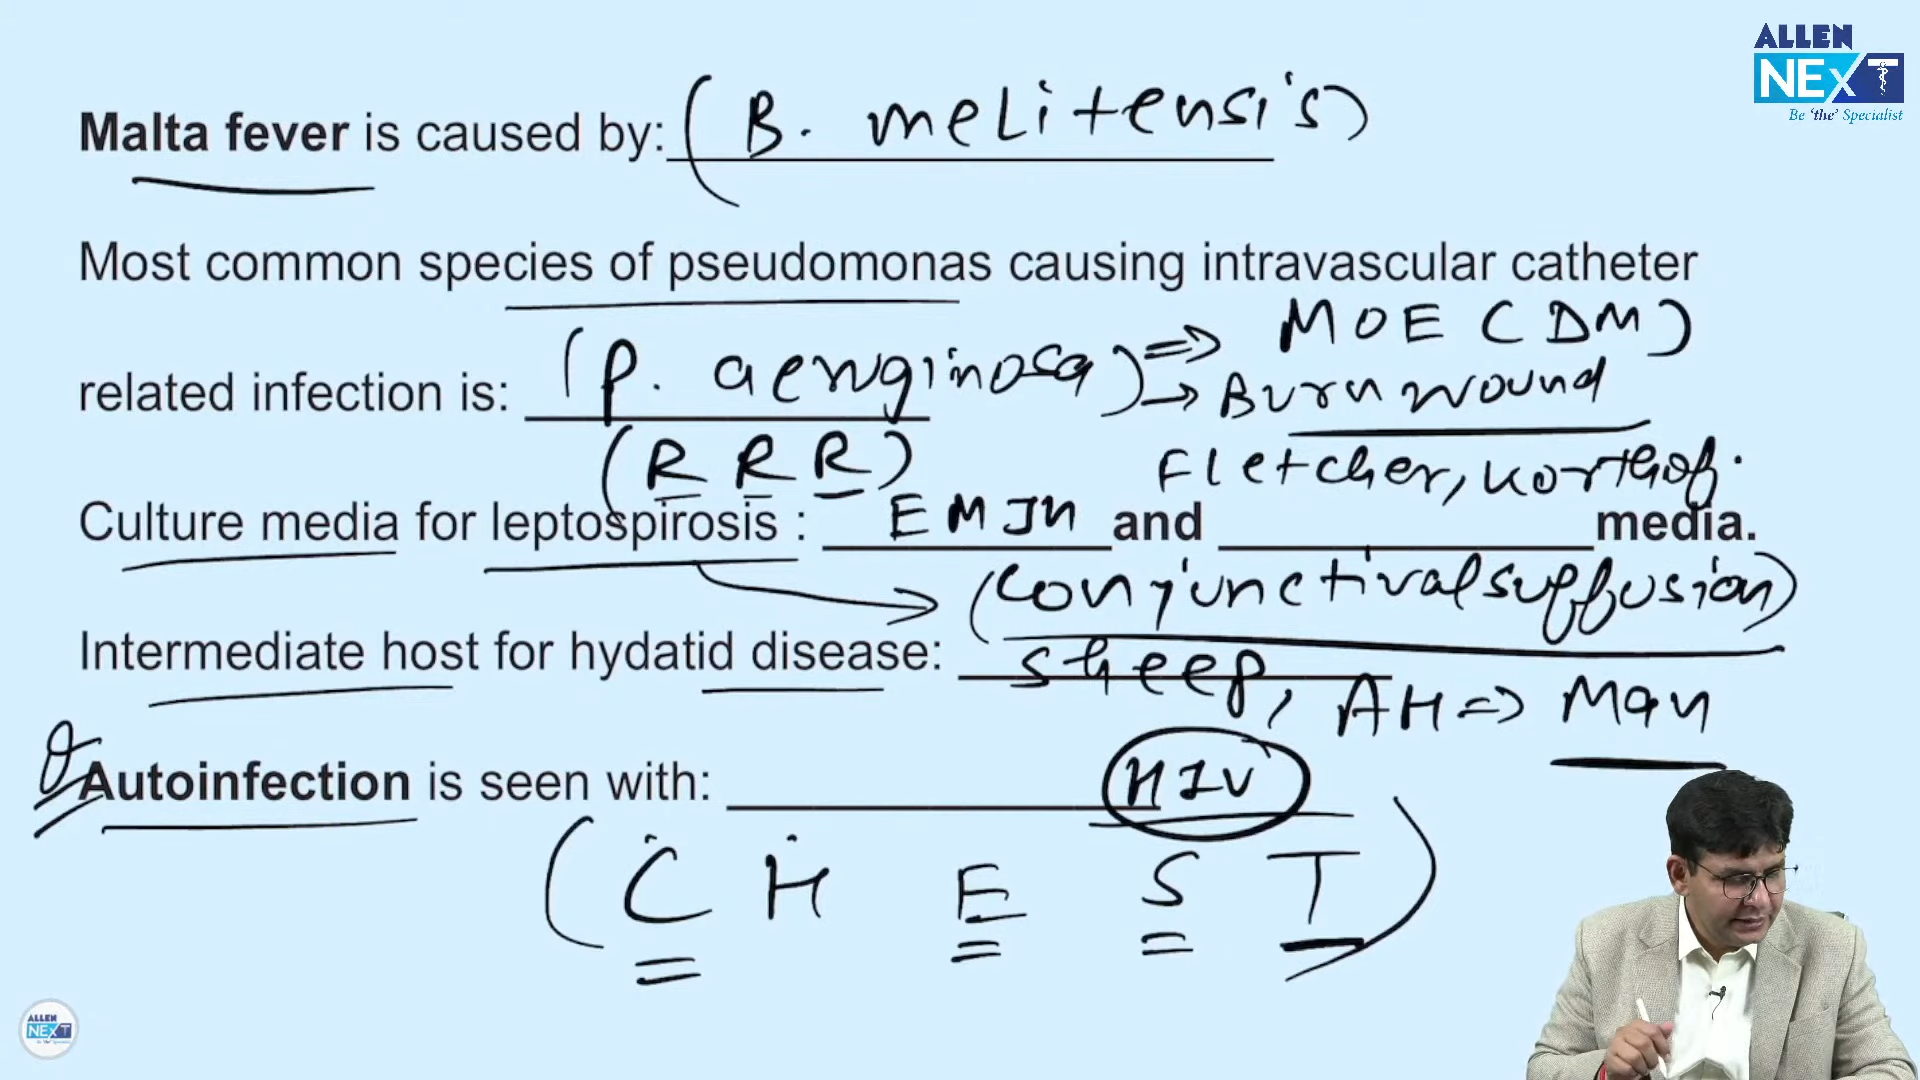 ALLEN
NEXT
Be 'the' Specialist
Malta fever is caused by: (B. meLitensis)
Most common species of pseudomonas causing intravascular catheter
MOE (DM)
related infection is: (P. aeruginosa) => 
→ Burn wound
(R R R)
Fletcher, Korthof.
Culture media for leptospirosis : EMJH and media.
(conjunctival suffusion)
Intermediate host for hydatid disease: sheep, AH => Man
Autoinfection is seen with: HIV
(C H E S T)
ALLEN
NEXT